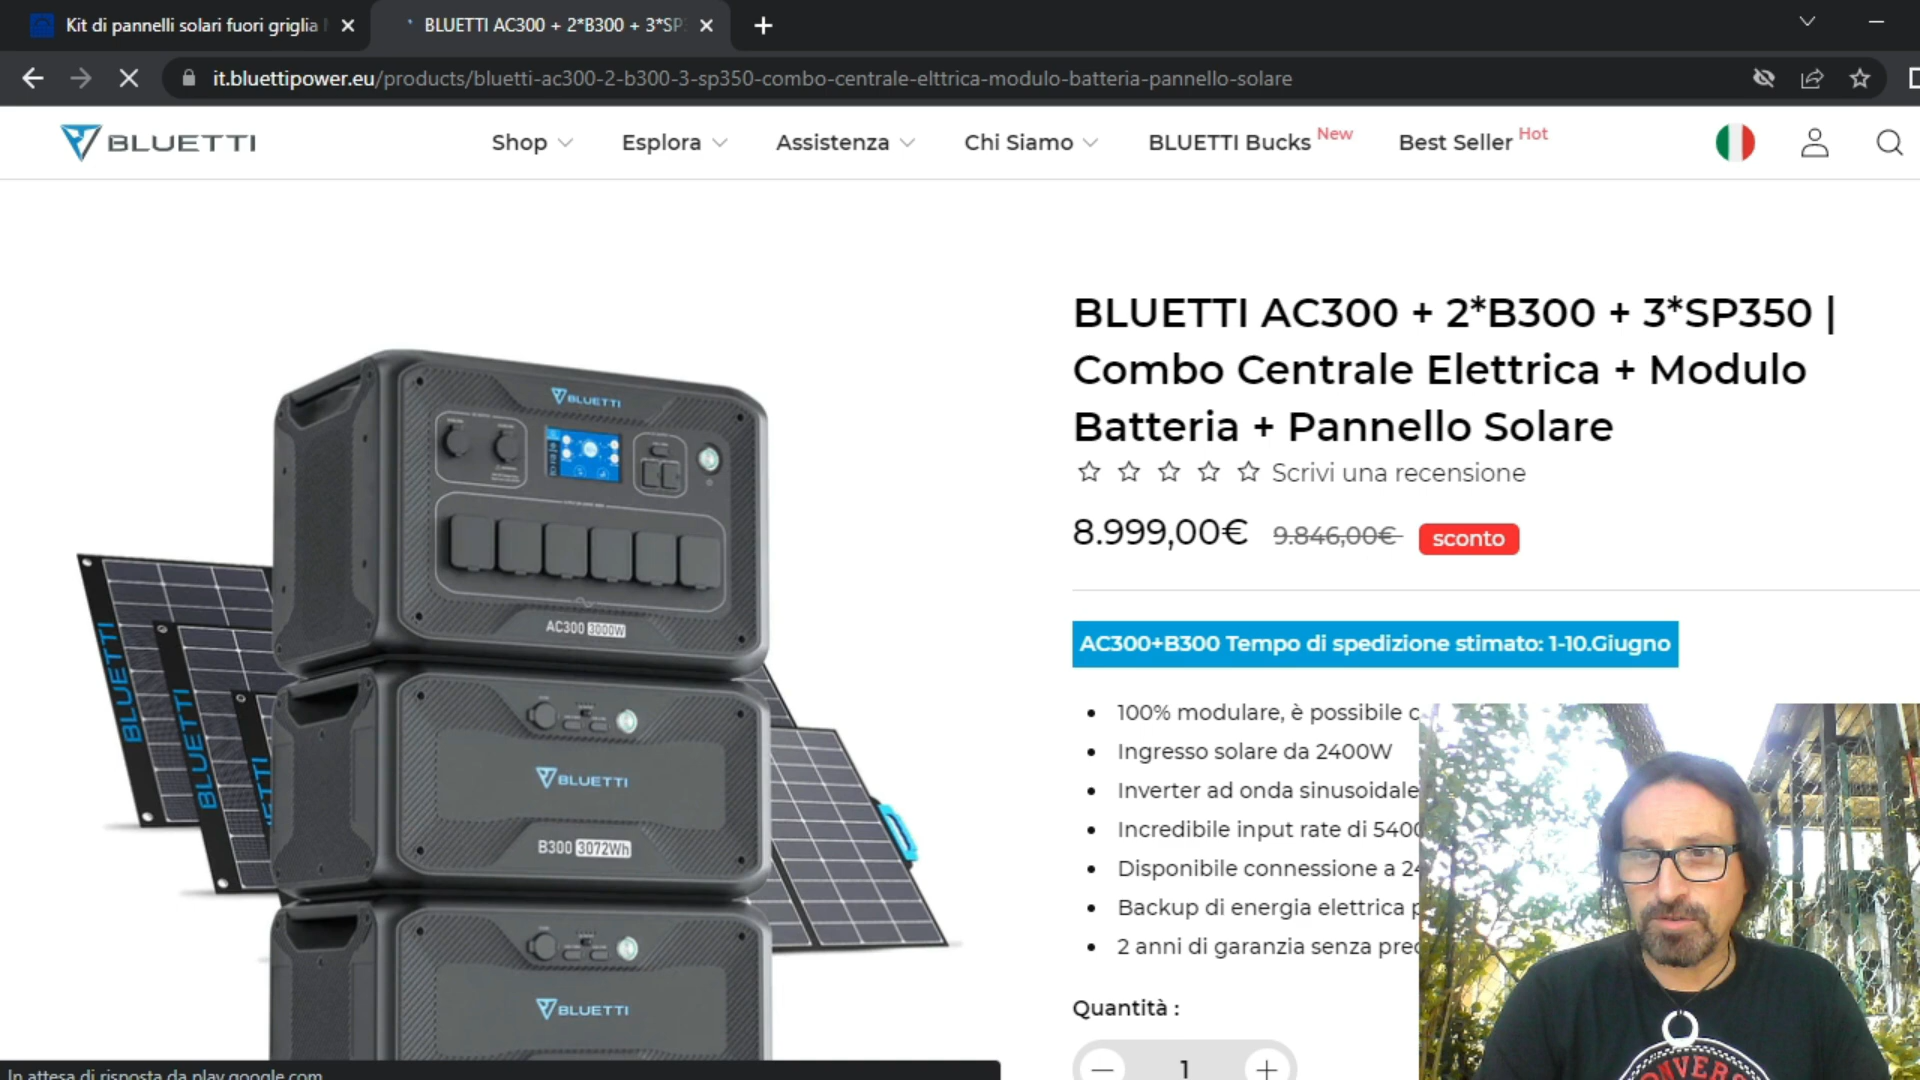 Kit di pannelli solari fuori griglia
BLUETTI AC300 + 2*B300 + 3*SP
it.bluettipower.eu/products/bluetti-ac300-2-b300-3-sp350-combo-centrale-elttrica-modulo-batteria-pannello-solare
BLUETTI
Shop
Esplora
Assistenza
Chi Siamo
BLUETTI Bucks New
Best Seller Hot
BLUETTI AC300 + 2*B300 + 3*SP350 |
Combo Centrale Elettrica + Modulo
Batteria + Pannello Solare
Scrivi una recensione
8.999,00€ 9.846,00€ sconto
AC300+B300 Tempo di spedizione stimato: 1-10.Giugno
100% modulare, è possibile c
Ingresso solare da 2400W
Inverter ad onda sinusoidale
Incredibile input rate di 5400
Disponibile connessione a 24
Backup di energia elettrica p
2 anni di garanzia senza prec
Quantità :
1
BLUETTI
AC300 3000W
BLUETTI
B300 3072Wh
BLUETTI
BLUETTI
BLUETTI
ETTI
In attesa di risposta da play.google.com